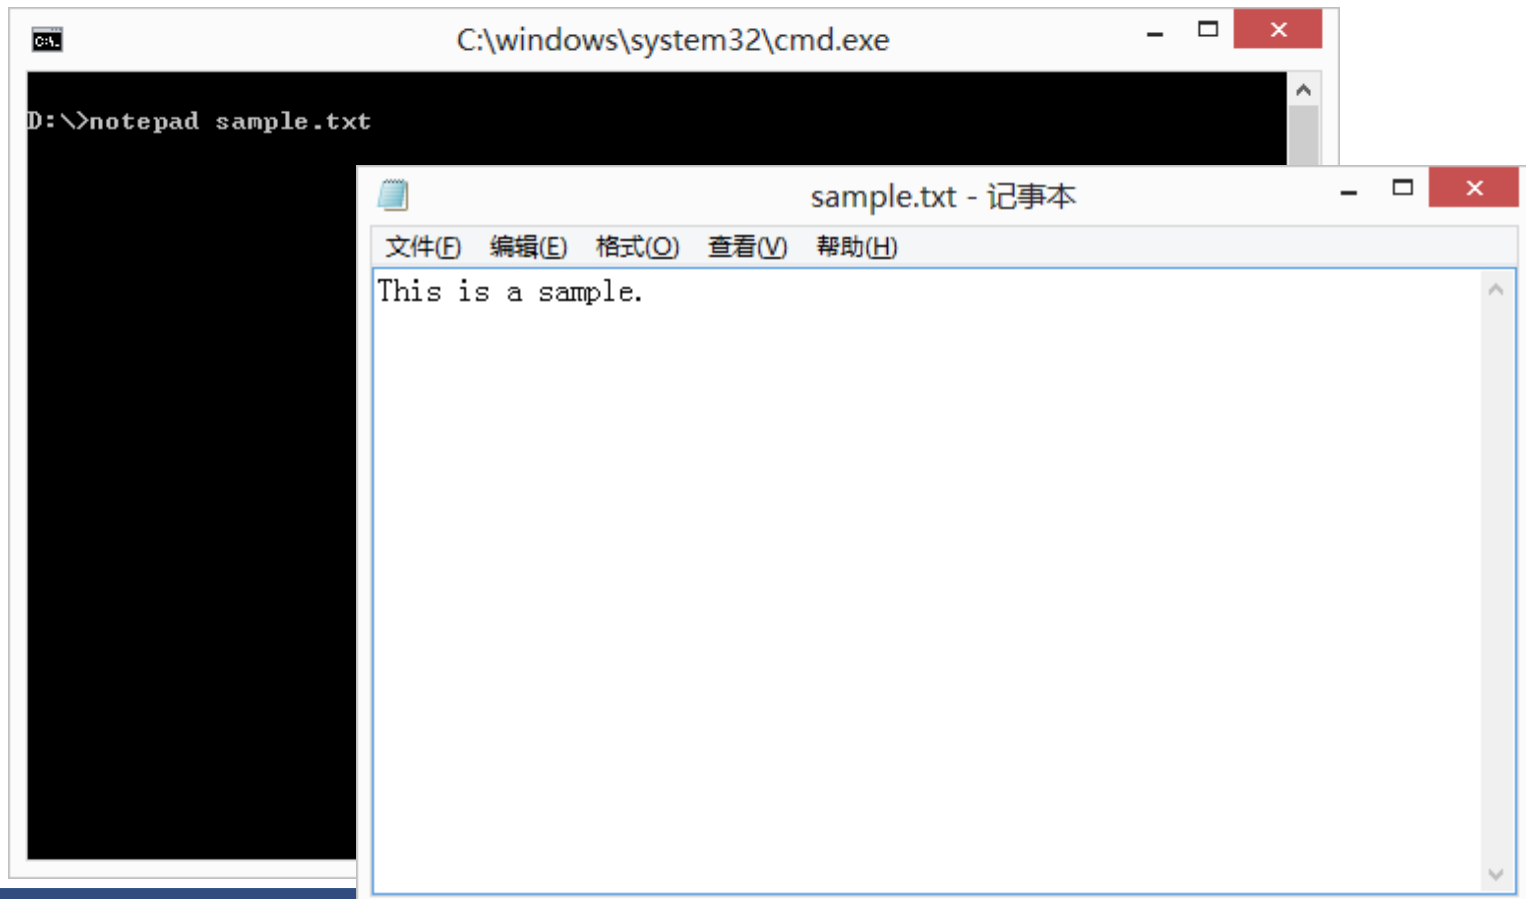 C:\windows\system32\cmd.exe
D:\>notepad sample.txt
sample.txt - 记事本
文件(F) 编辑(E) 格式(O) 查看(V) 帮助(H)
This is a sample.